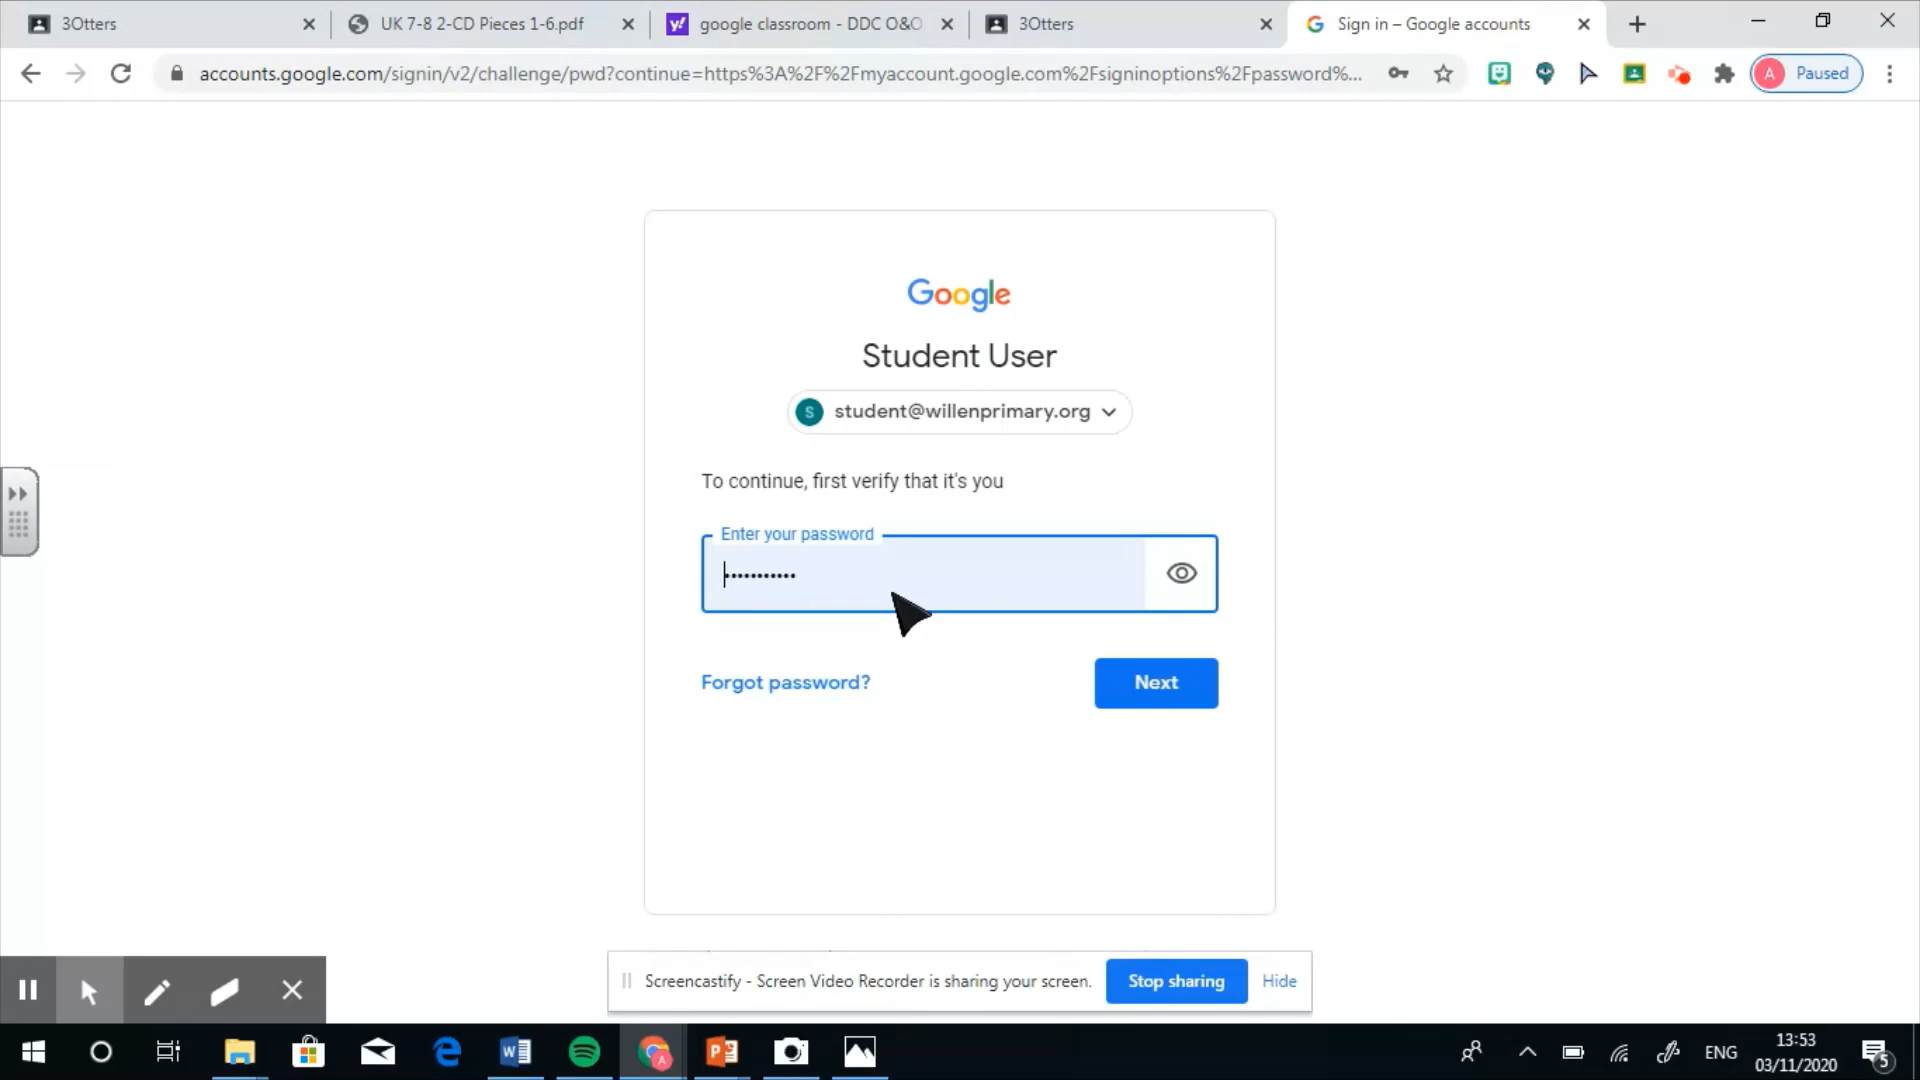 3Otters
UK 7-8 2-CD Pieces 1-6.pdf
google classroom - DDC O&O
3Otters
Sign in – Google accounts
accounts.google.com/signin/v2/challenge/pwd?continue=https%3A%2F%2Fmyaccount.google.com%2Fsigninoptions%2Fpassword%...
A Paused
Google
Student User
S student@willenprimary.org
To continue, first verify that it's you
Enter your password
Forgot password?
Next
Screencastify - Screen Video Recorder is sharing your screen.
Stop sharing
Hide
ENG
13:53
03/11/2020
5